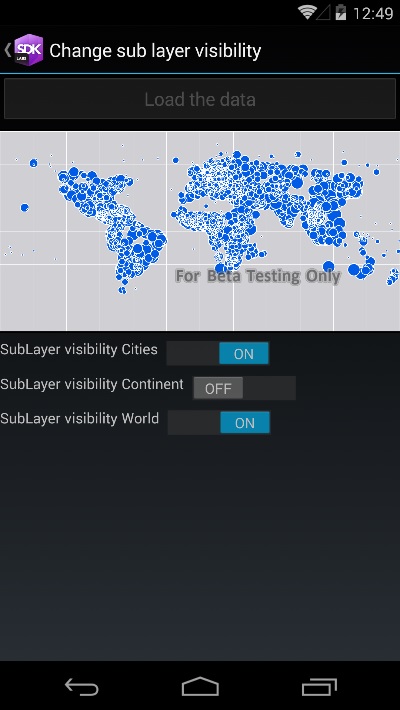 12:49
SDK
LABS
Change sub layer visibility
Load the data
For Beta Testing Only
SubLayer visibility Cities ON
SubLayer visibility Continent OFF
SubLayer visibility World ON